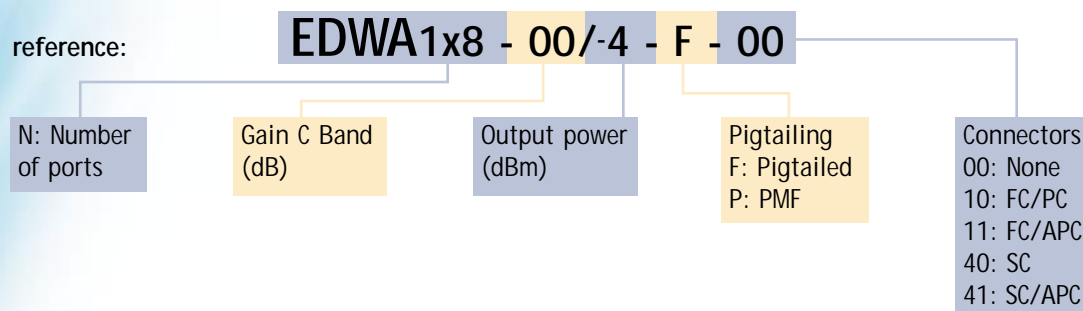 reference:
EDWA1x8 - 00/-4 - F - 00
N: Number
of ports
Gain C Band
(dB)
Output power
(dBm)
Pigtailing
F: Pigtailed
P: PMF
Connectors
00: None
10: FC/PC
11: FC/APC
40: SC
41: SC/APC